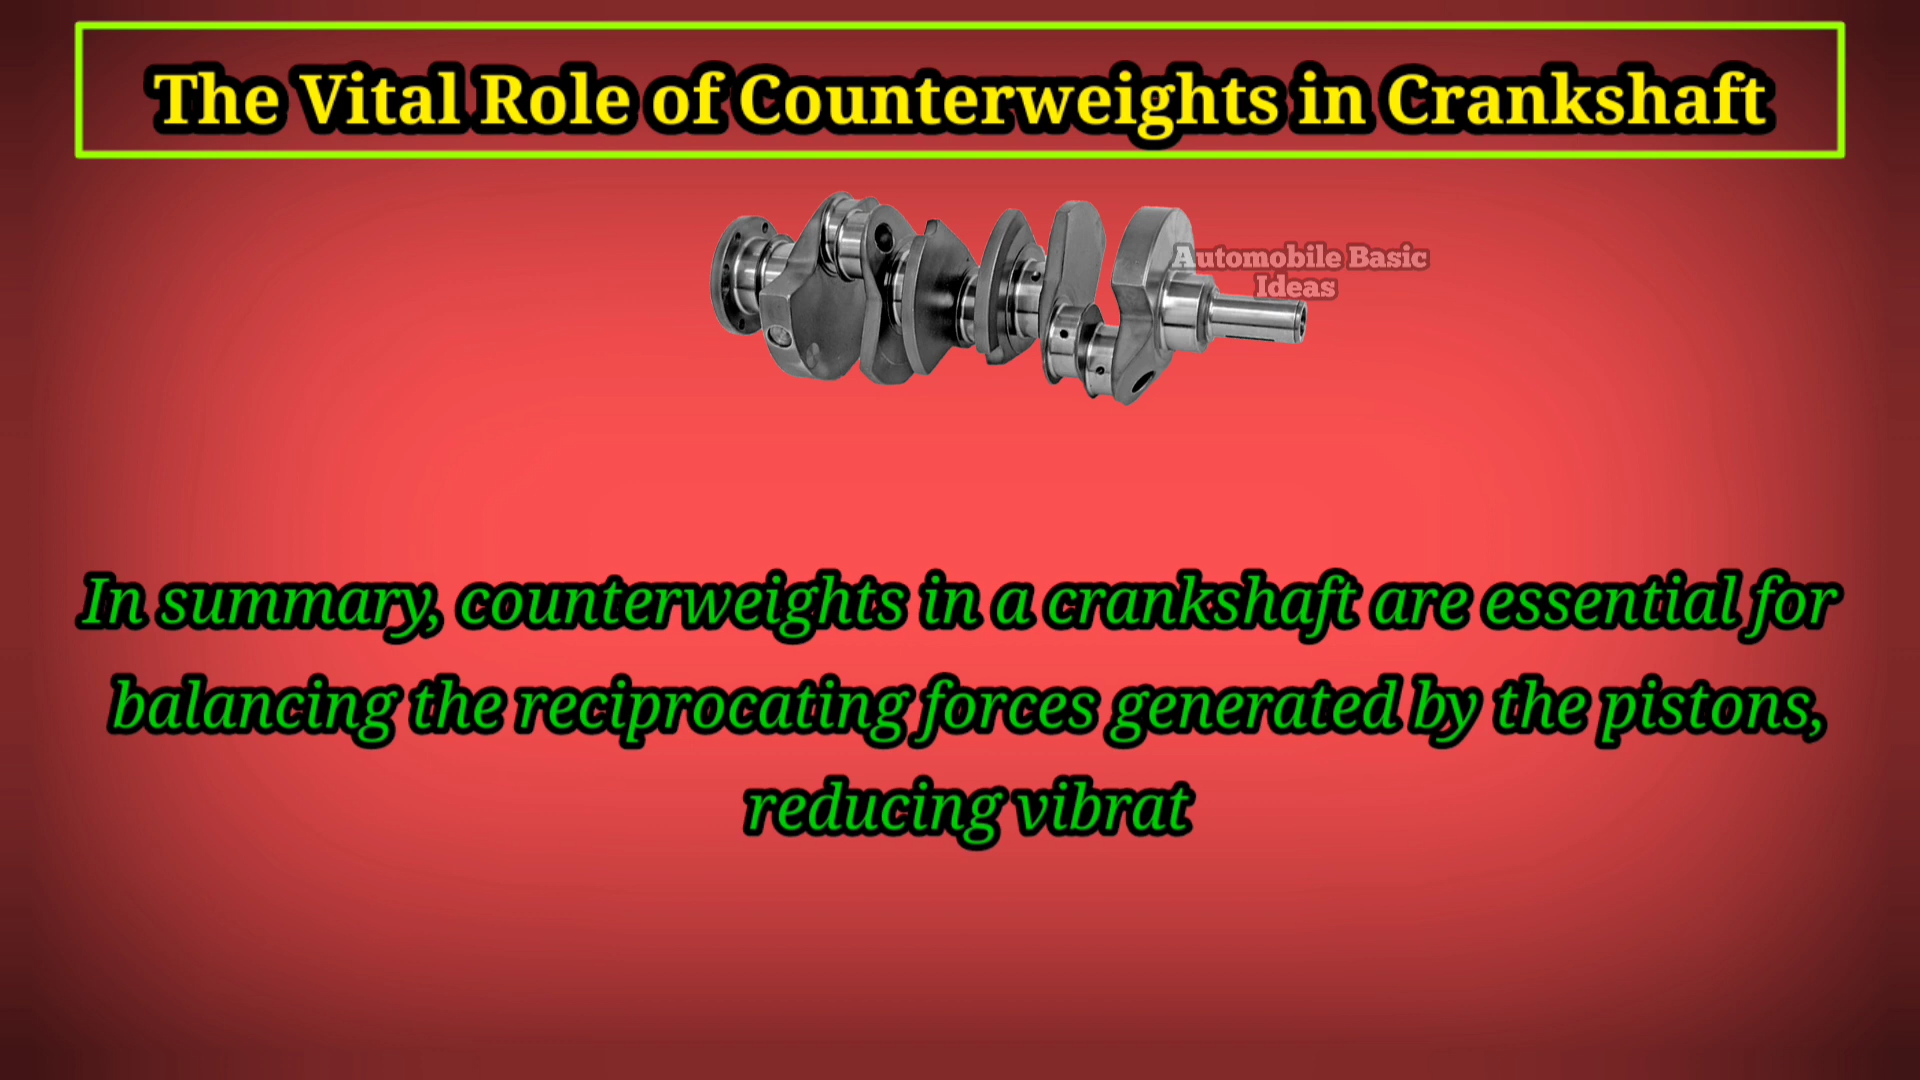 The Vital Role of Counterweights in Crankshaft
Automobile Basic
Ideas
In summary, counterweights in a crankshaft are essential for
balancing the reciprocating forces generated by the pistons,
reducing vibrat